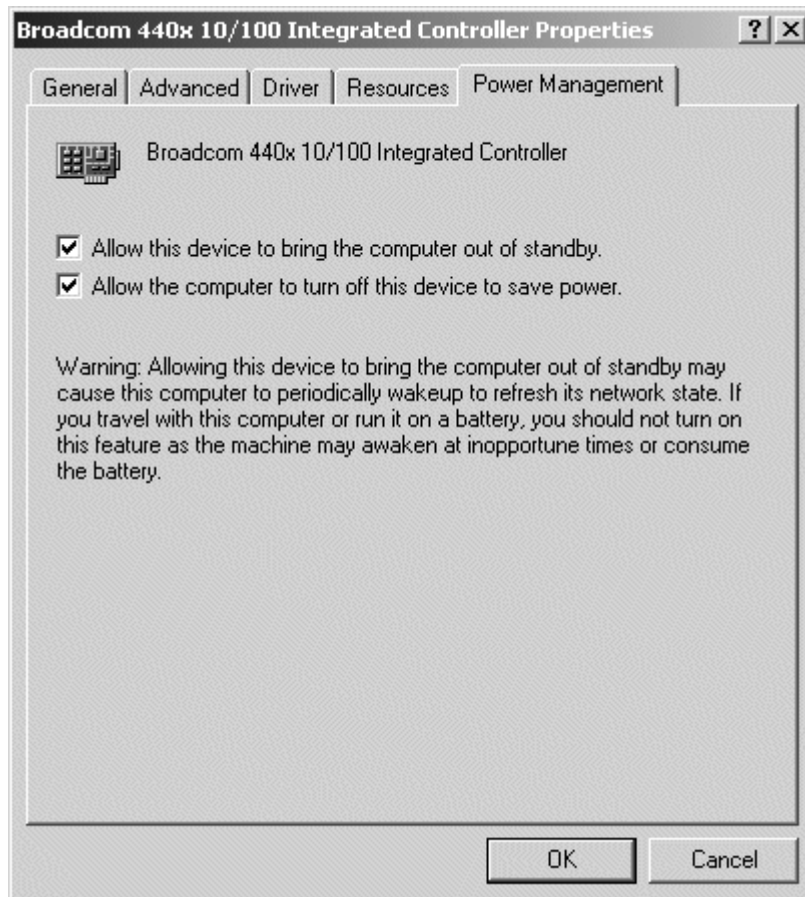 Broadcom 440x 10/100 Integrated Controller Properties
General Advanced Driver Resources Power Management
Broadcom 440x 10/100 Integrated Controller
Allow this device to bring the computer out of standby.
Allow the computer to turn off this device to save power.
Warning: Allowing this device to bring the computer out of standby may
cause this computer to periodically wakeup to refresh its network state. If
you travel with this computer or run it on a battery, you should not turn on
this feature as the machine may awaken at inopportune times or consume
the battery.
OK Cancel